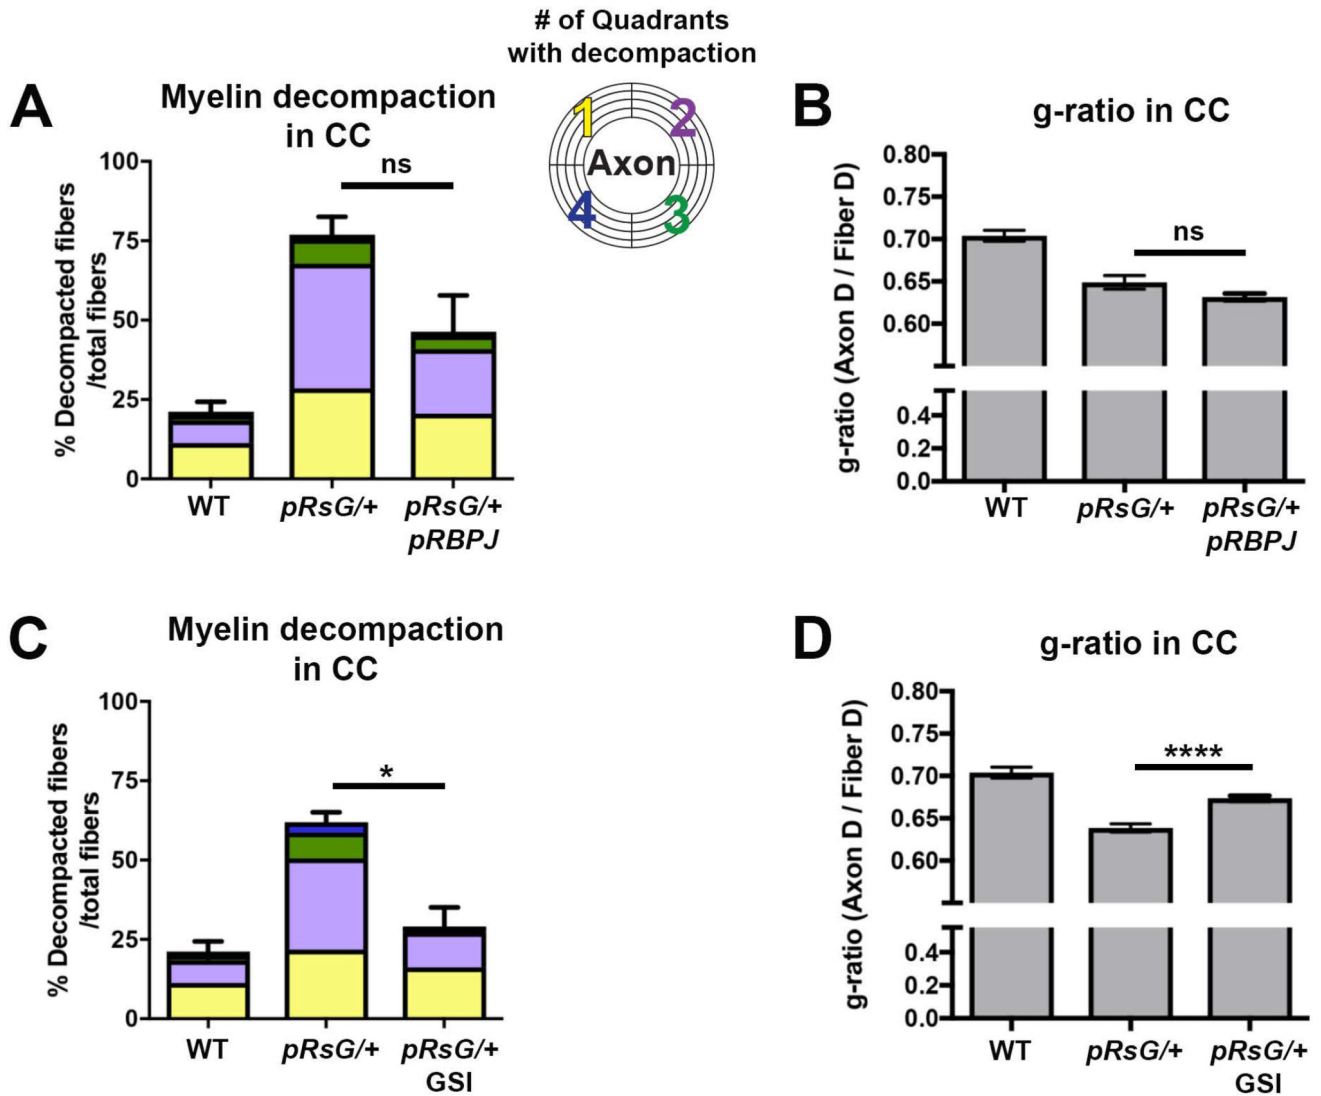 # of Quadrants
with decompaction
1
2
Axon
4
3
A
Myelin decompaction
in CC
% Decompacted fibers
/total fibers
100
75
50
25
0
ns
WT
pRsG/+
pRsG/+
pRBPJ
B
g-ratio in CC
g-ratio (Axon D / Fiber D)
0.80
0.75
0.70
0.65
0.60
0.4
0.2
0.0
ns
WT
pRsG/+
pRsG/+
pRBPJ
C
Myelin decompaction
in CC
% Decompacted fibers
/total fibers
100
75
50
25
0
*
WT
pRsG/+
pRsG/+
GSI
D
g-ratio in CC
g-ratio (Axon D / Fiber D)
0.80
0.75
0.70
0.65
0.60
0.4
0.2
0.0
****
WT
pRsG/+
pRsG/+
GSI